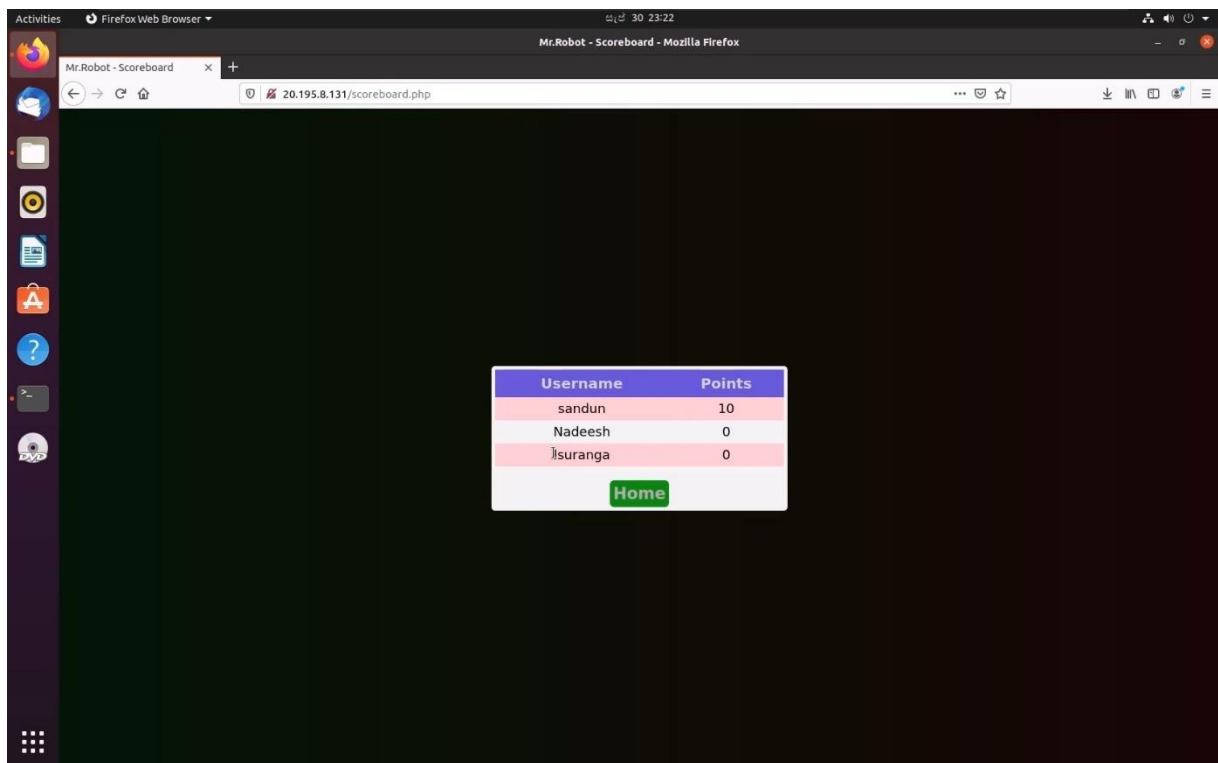 Activities Firefox Web Browser සැප් 30 23:22
Mr.Robot - Scoreboard - Mozilla Firefox
Mr.Robot - Scoreboard
20.195.8.131/scoreboard.php
Username Points
sandun 10
Nadeesh 0
Isuranga 0
Home
DVD